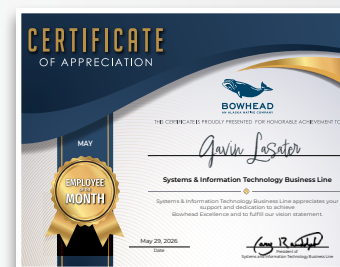 CERTIFICATE
OF APPRECIATION
BOWHEAD
AN ALASKA NATIVE COMPANY
THIS CERTIFICATE IS PROUDLY PRESENTED FOR HONORABLE ACHIEVEMENT TO
Gavin LaSater
MAY
EMPLOYEE
OF THE
MONTH
Systems & Information Technology Business Line
Systems & Information Technology Business Line appreciates your
support and dedication to achieve
Bowhead Excellence and to fulfill our vision statement.
May 29, 2026
Date
President of
Systems and Information Technology Business Line